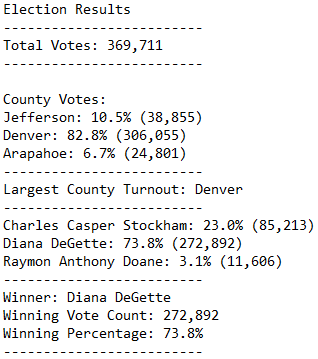 Election Results
-------------------------
Total Votes: 369,711
-------------------------

County Votes:
Jefferson: 10.5% (38,855)
Denver: 82.8% (306,055)
Arapahoe: 6.7% (24,801)
-------------------------
Largest County Turnout: Denver
-------------------------
Charles Casper Stockham: 23.0% (85,213)
Diana DeGette: 73.8% (272,892)
Raymon Anthony Doane: 3.1% (11,606)
-------------------------
Winner: Diana DeGette
Winning Vote Count: 272,892
Winning Percentage: 73.8%
-------------------------